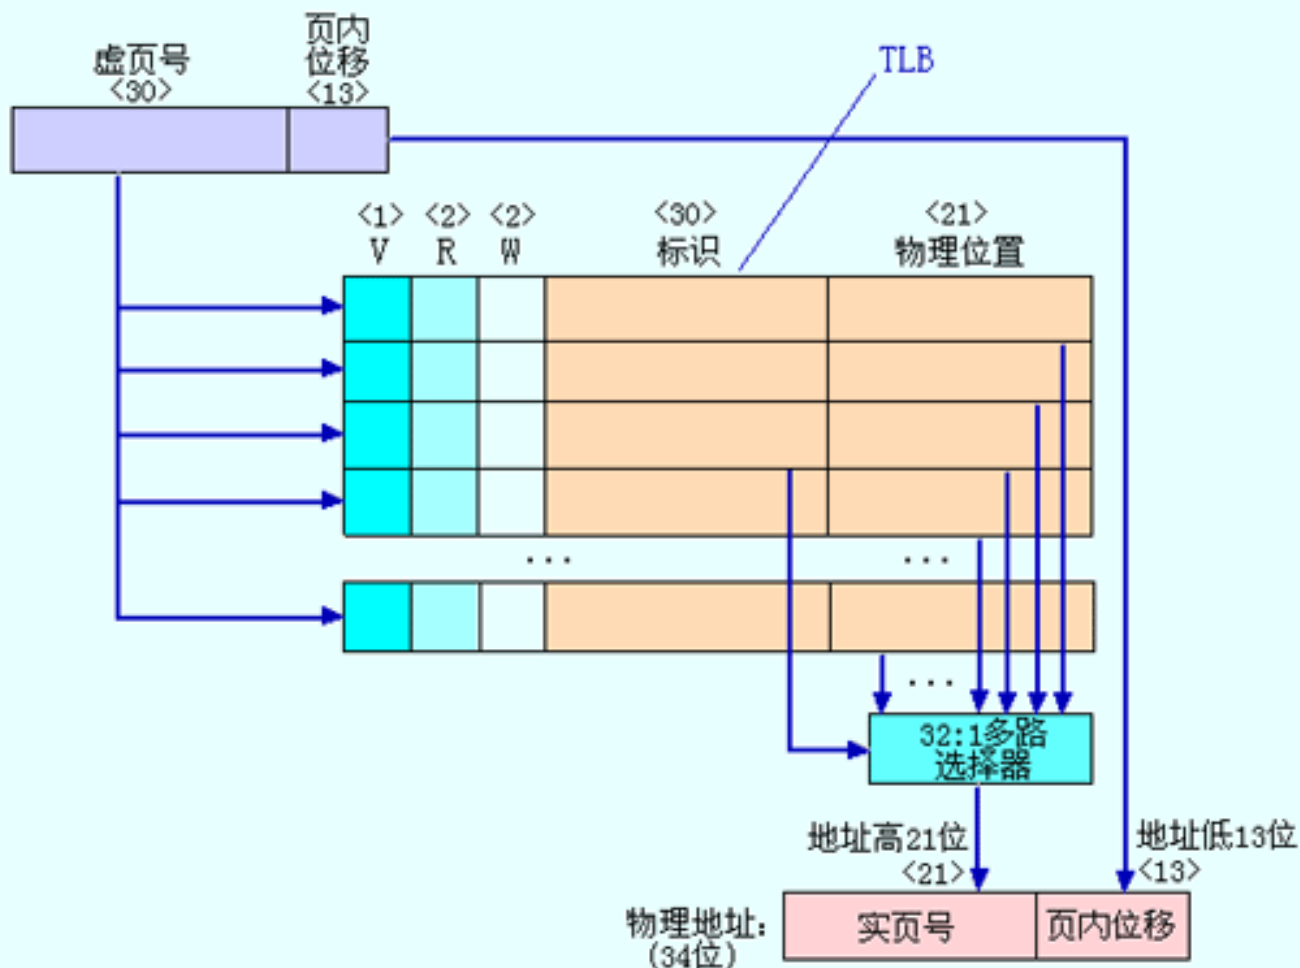 虚页号
<30>
页内
位移
<13>
TLB
<1>
V
<2>
R
<2>
W
<30>
标识
<21>
物理位置
...
...
...
32:1多路
选择器
地址高21位
<21>
地址低13位
<13>
物理地址:
(34位)
实页号
页内位移